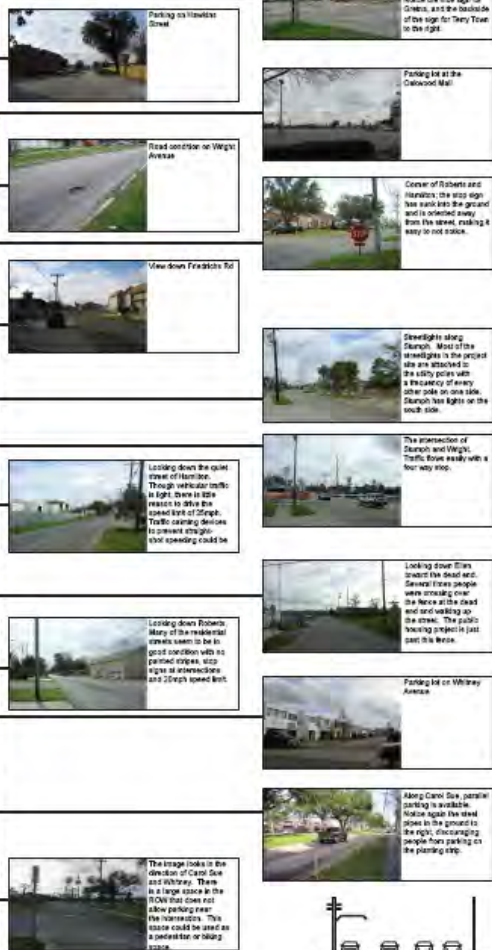 Parking on Hawkins
Street
Road condition on Wright
Avenue
View down Friedrichs Rd
Looking down the quiet
street of Hamilton.
Though vehicular traffic
is light, there is little
reason to drive the
speed limit of 25mph.
Traffic calming devices
to prevent straight-
shot speeding could be
Looking down Roberts.
Many of the residential
streets seem to be in
good condition with no
painted stripes, stop
signs at intersections
and 20mph speed limit.
The image looks in the
direction of Carol Sue
and Whitney. There
is a large space in the
ROW that does not
allow parking near
the intersection. This
space could be used as
a pedestrian or biking
space.
Gretna, and the backside
of the sign for Terry Town
to the right.
Parking lot at the
Oakwood Mall
Corner of Roberts and
Hamilton; the stop sign
has sunk into the ground
and is oriented away
from the street, making it
easy to not notice.
STOP
Streetlights along
Stumph. Most of the
streetlights in the project
site are attached to
the utility poles with
a frequency of every
other pole on one side.
Stumph has lights on the
south side.
The intersection of
Stumph and Wright.
Traffic flows easily with a
four way stop.
Looking down Ellen
toward the dead end.
Several times people
were crossing over
the fence at the dead
end and walking up
the street. The public
housing project is just
past this fence.
Parking lot on Whitney
Avenue
Along Carol Sue, parallel
parking is available.
Notice again the steel
pipes in the ground to
the right, discouraging
people from parking on
the planting strip.